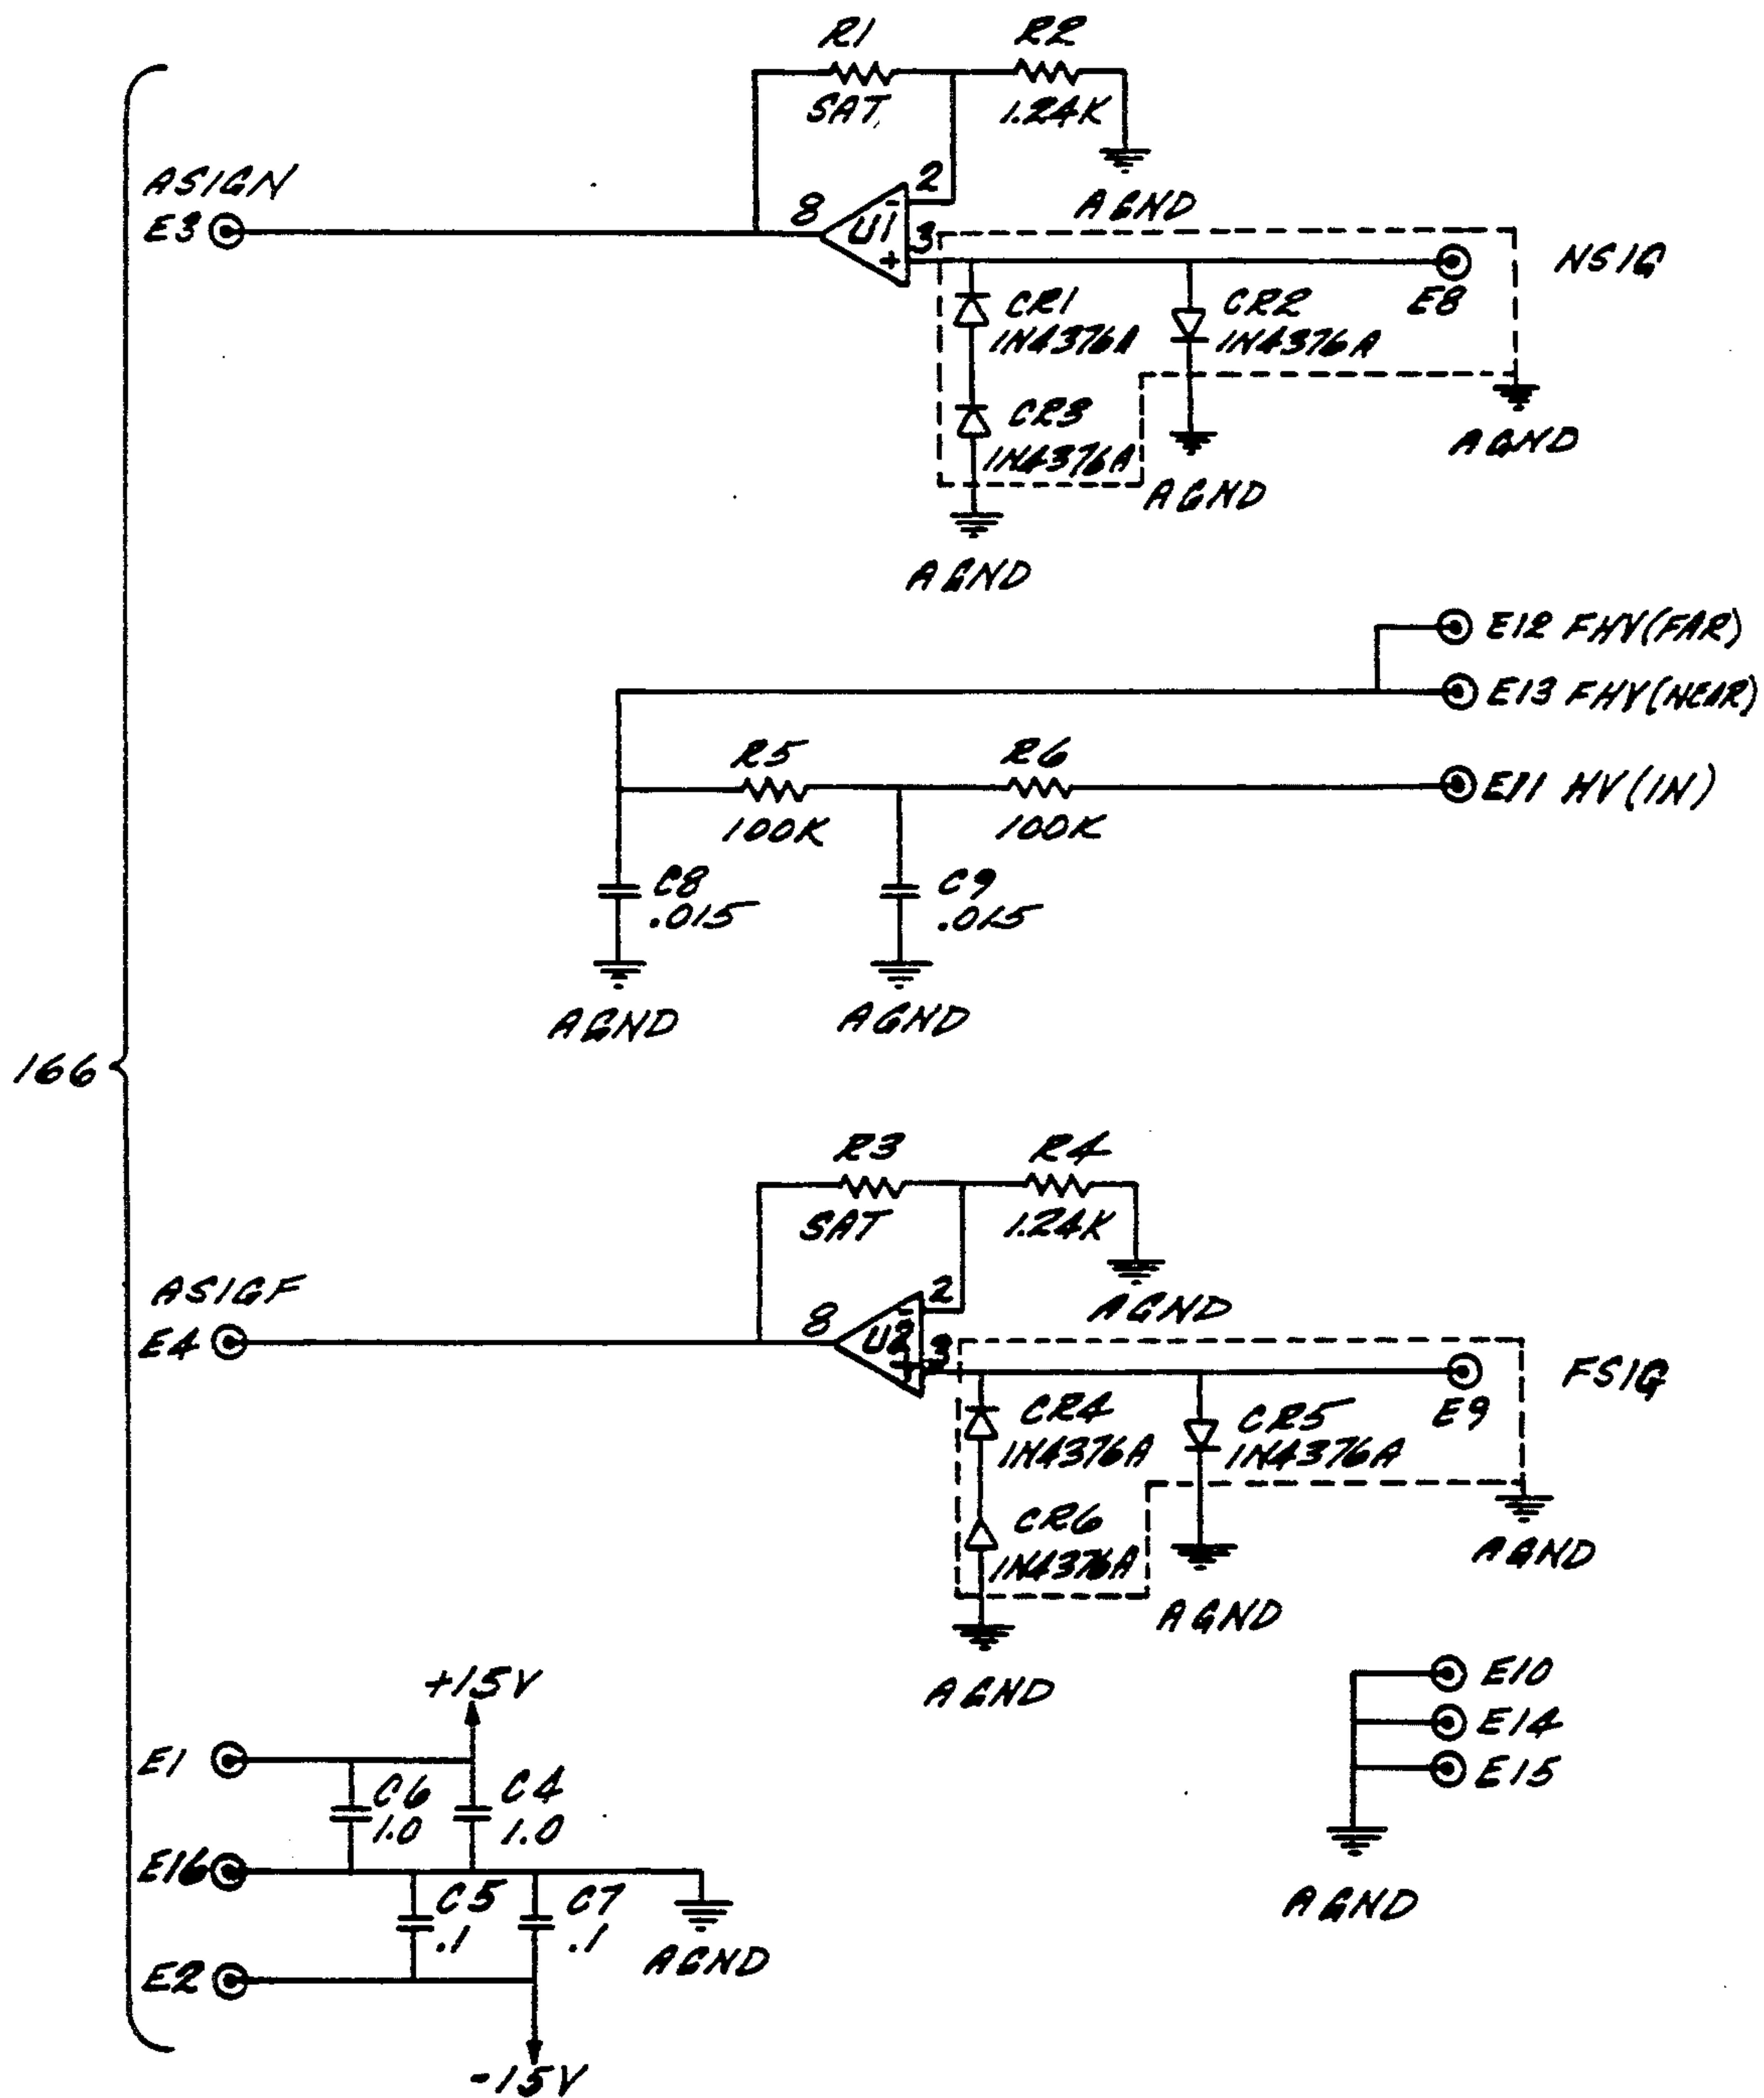 R1
R2
SAT
1.24K
ASIGN
E3
8
U1
2
-
3
+
AGND
NSIG
E8
CR1
1N4376A
CR2
1N4376A
CR3
1N4376A
AGND
AGND
AGND
E12 FHV(FAR)
E13 FHV(NEAR)
R5
R6
E11 HV(IN)
100K
100K
C8
.015
C9
.015
AGND
AGND
166
R3
R4
SAT
1.24K
ASIGF
E4
8
U2
2
-
3
+
AGND
FSIG
E9
CR4
1N4376A
CR5
1N4376A
CR6
1N4376A
AGND
AGND
AGND
+15V
E10
E14
E15
E1
C6
1.0
C4
1.0
E16
C5
.1
C7
.1
AGND
AGND
E2
-15V